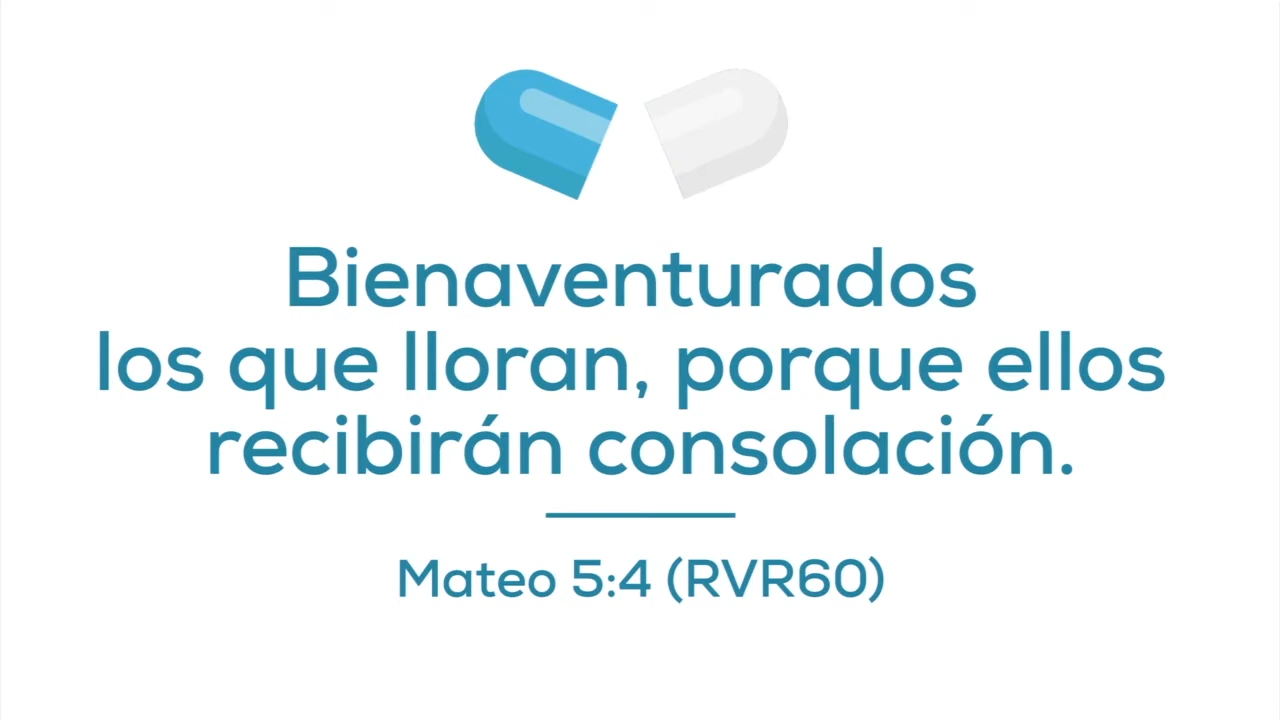 Bienaventurados
los que lloran, porque ellos
recibirán consolación.
Mateo 5:4 (RVR60)